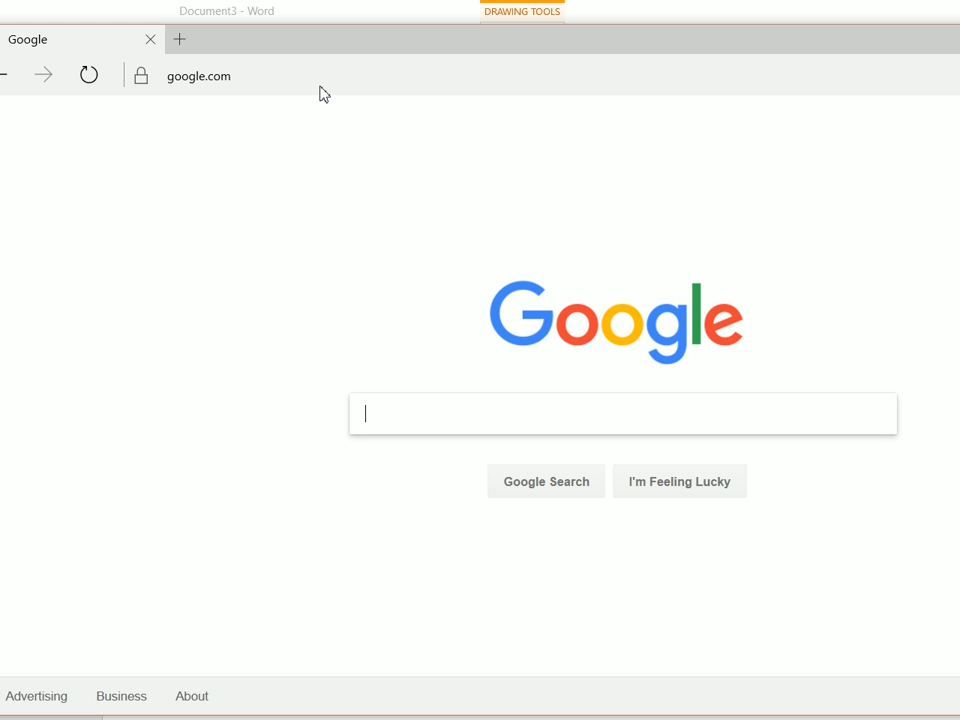 Document3 - Word
DRAWING TOOLS
Google
google.com
Google
Google Search
I'm Feeling Lucky
Advertising
Business
About